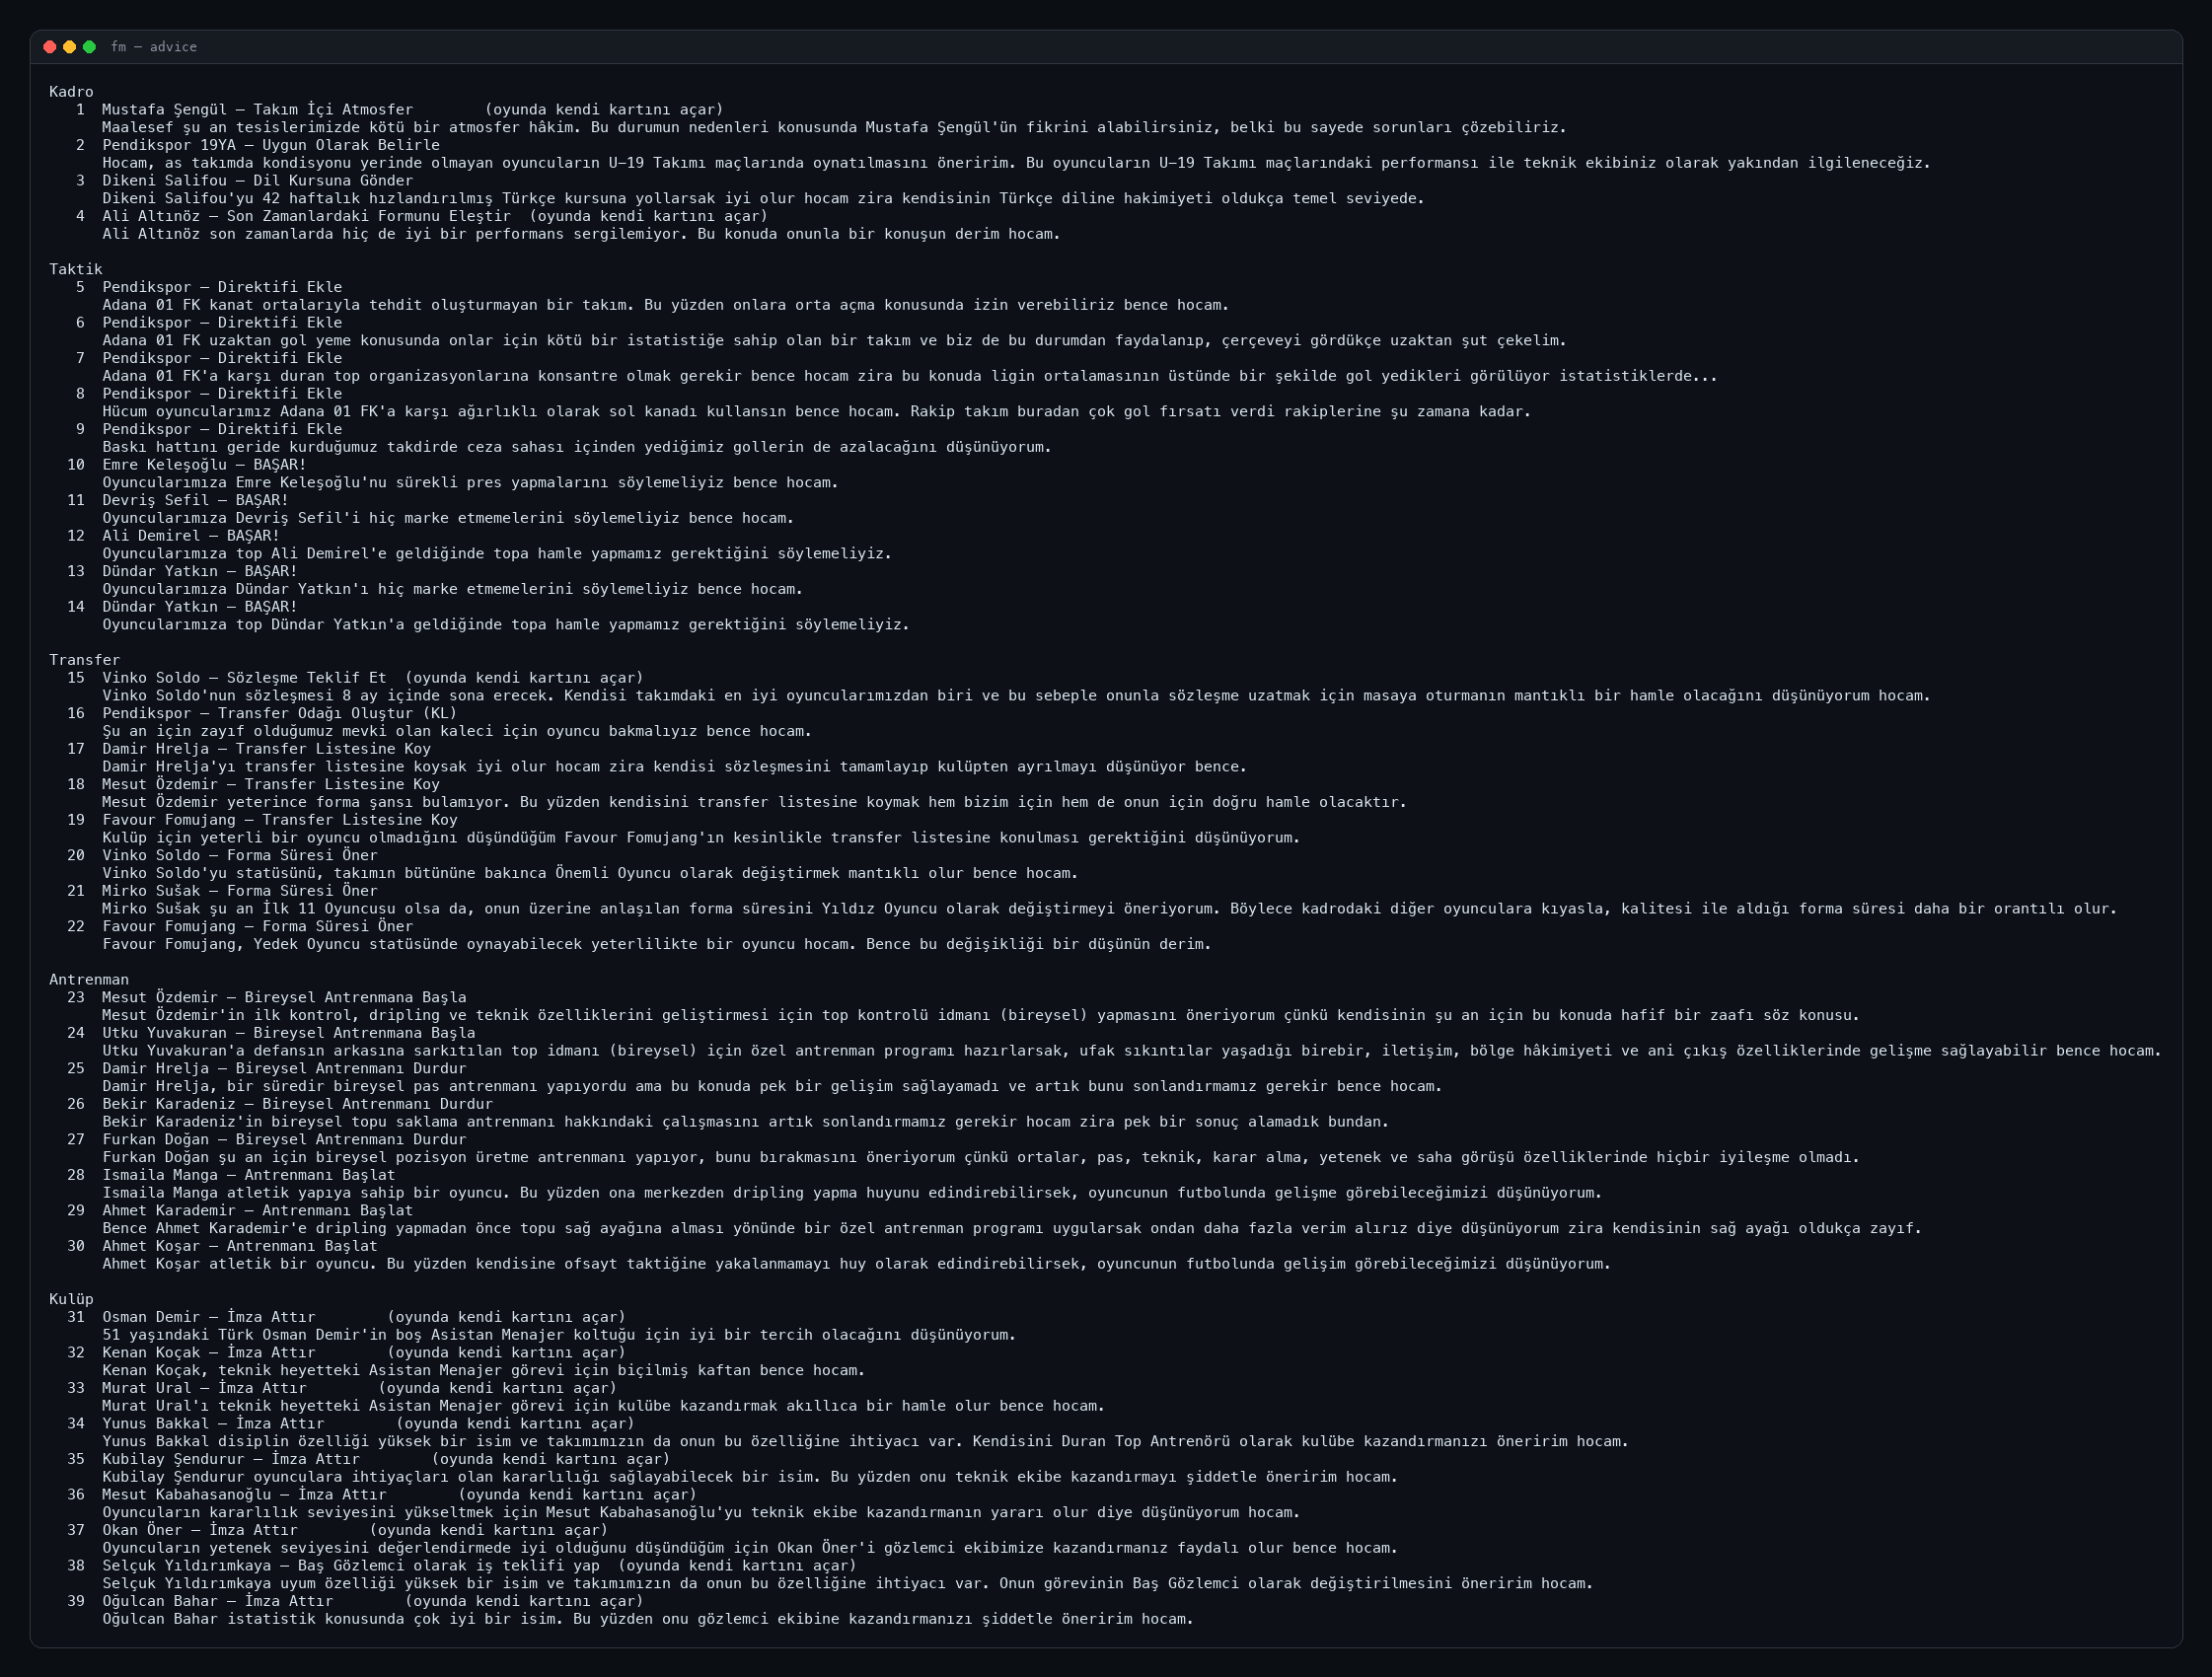 fm — advice
Kadro
1 Mustafa Şengül — Takım İçi Atmosfer (oyunda kendi kartını açar)
Maalesef şu an tesislerimizde kötü bir atmosfer hâkim. Bu durumun nedenleri konusunda Mustafa Şengül'ün fikrini alabilirsiniz, belki bu sayede sorunları çözebiliriz.
2 Pendikspor 19YA — Uygun Olarak Belirle
Hocam, as takımda kondisyonu yerinde olmayan oyuncuların U-19 Takımı maçlarında oynatılmasını öneririm. Bu oyuncuların U-19 Takımı maçlarındaki performansı ile teknik ekibiniz olarak yakından ilgileneceğiz.
3 Dikeni Salifou — Dil Kursuna Gönder
Dikeni Salifou'yu 42 haftalık hızlandırılmış Türkçe kursuna yollarsak iyi olur hocam zira kendisinin Türkçe diline hakimiyeti oldukça temel seviyede.
4 Ali Altınöz — Son Zamanlardaki Formunu Eleştir (oyunda kendi kartını açar)
Ali Altınöz son zamanlarda hiç de iyi bir performans sergilemiyor. Bu konuda onunla bir konuşun derim hocam.
Taktik
5 Pendikspor — Direktifi Ekle
Adana 01 FK kanat ortalarıyla tehdit oluşturmayan bir takım. Bu yüzden onlara orta açma konusunda izin verebiliriz bence hocam.
6 Pendikspor — Direktifi Ekle
Adana 01 FK uzaktan gol yeme konusunda onlar için kötü bir istatistiğe sahip olan bir takım ve biz de bu durumdan faydalanıp, çerçeveyi gördükçe uzaktan şut çekelim.
7 Pendikspor — Direktifi Ekle
Adana 01 FK'a karşı duran top organizasyonlarına konsantre olmak gerekir bence hocam zira bu konuda ligin ortalamasının üstünde bir şekilde gol yedikleri görülüyor istatistiklerde...
8 Pendikspor — Direktifi Ekle
Hücum oyuncularımız Adana 01 FK'a karşı ağırlıklı olarak sol kanadı kullansın bence hocam. Rakip takım buradan çok gol fırsatı verdi rakiplerine şu zamana kadar.
9 Pendikspor — Direktifi Ekle
Baskı hattını geride kurduğumuz takdirde ceza sahası içinden yediğimiz gollerin de azalacağını düşünüyorum.
10 Emre Keleşoğlu — BAŞAR!
Oyuncularımıza Emre Keleşoğlu'nu sürekli pres yapmalarını söylemeliyiz bence hocam.
11 Devriş Sefil — BAŞAR!
Oyuncularımıza Devriş Sefil'i hiç marke etmemelerini söylemeliyiz bence hocam.
12 Ali Demirel — BAŞAR!
Oyuncularımıza top Ali Demirel'e geldiğinde topa hamle yapmamız gerektiğini söylemeliyiz.
13 Dündar Yatkın — BAŞAR!
Oyuncularımıza Dündar Yatkın'ı hiç marke etmemelerini söylemeliyiz bence hocam.
14 Dündar Yatkın — BAŞAR!
Oyuncularımıza top Dündar Yatkın'a geldiğinde topa hamle yapmamız gerektiğini söylemeliyiz.
Transfer
15 Vinko Soldo — Sözleşme Teklif Et (oyunda kendi kartını açar)
Vinko Soldo'nun sözleşmesi 8 ay içinde sona erecek. Kendisi takımdaki en iyi oyuncularımızdan biri ve bu sebeple onunla sözleşme uzatmak için masaya oturmanın mantıklı bir hamle olacağını düşünüyorum hocam.
16 Pendikspor — Transfer Odağı Oluştur (KL)
Şu an için zayıf olduğumuz mevki olan kaleci için oyuncu bakmalıyız bence hocam.
17 Damir Hrelja — Transfer Listesine Koy
Damir Hrelja'yı transfer listesine koysak iyi olur hocam zira kendisi sözleşmesini tamamlayıp kulüpten ayrılmayı düşünüyor bence.
18 Mesut Özdemir — Transfer Listesine Koy
Mesut Özdemir yeterince forma şansı bulamıyor. Bu yüzden kendisini transfer listesine koymak hem bizim için hem de onun için doğru hamle olacaktır.
19 Favour Fomujang — Transfer Listesine Koy
Kulüp için yeterli bir oyuncu olmadığını düşündüğüm Favour Fomujang'ın kesinlikle transfer listesine konulması gerektiğini düşünüyorum.
20 Vinko Soldo — Forma Süresi Öner
Vinko Soldo'yu statüsünü, takımın bütününe bakınca Önemli Oyuncu olarak değiştirmek mantıklı olur bence hocam.
21 Mirko Sušak — Forma Süresi Öner
Mirko Sušak şu an İlk 11 Oyuncusu olsa da, onun üzerine anlaşılan forma süresini Yıldız Oyuncu olarak değiştirmeyi öneriyorum. Böylece kadrodaki diğer oyunculara kıyasla, kalitesi ile aldığı forma süresi daha bir orantılı olur.
22 Favour Fomujang — Forma Süresi Öner
Favour Fomujang, Yedek Oyuncu statüsünde oynayabilecek yeterlilikte bir oyuncu hocam. Bence bu değişikliği bir düşünün derim.
Antrenman
23 Mesut Özdemir — Bireysel Antrenmana Başla
Mesut Özdemir'in ilk kontrol, dripling ve teknik özelliklerini geliştirmesi için top kontrolü idmanı (bireysel) yapmasını öneriyorum çünkü kendisinin şu an için bu konuda hafif bir zaafı söz konusu.
24 Utku Yuvakuran — Bireysel Antrenmana Başla
Utku Yuvakuran'a defansın arkasına sarkıtılan top idmanı (bireysel) için özel antrenman programı hazırlarsak, ufak sıkıntılar yaşadığı birebir, iletişim, bölge hâkimiyeti ve ani çıkış özelliklerinde gelişme sağlayabilir bence hocam.
25 Damir Hrelja — Bireysel Antrenmanı Durdur
Damir Hrelja, bir süredir bireysel pas antrenmanı yapıyordu ama bu konuda pek bir gelişim sağlayamadı ve artık bunu sonlandırmamız gerekir bence hocam.
26 Bekir Karadeniz — Bireysel Antrenmanı Durdur
Bekir Karadeniz'in bireysel topu saklama antrenmanı hakkındaki çalışmasını artık sonlandırmamız gerekir hocam zira pek bir sonuç alamadık bundan.
27 Furkan Doğan — Bireysel Antrenmanı Durdur
Furkan Doğan şu an için bireysel pozisyon üretme antrenmanı yapıyor, bunu bırakmasını öneriyorum çünkü ortalar, pas, teknik, karar alma, yetenek ve saha görüşü özelliklerinde hiçbir iyileşme olmadı.
28 Ismaila Manga — Antrenmanı Başlat
Ismaila Manga atletik yapıya sahip bir oyuncu. Bu yüzden ona merkezden dripling yapma huyunu edindirebilirsek, oyuncunun futbolunda gelişme görebileceğimizi düşünüyorum.
29 Ahmet Karademir — Antrenmanı Başlat
Bence Ahmet Karademir'e dripling yapmadan önce topu sağ ayağına alması yönünde bir özel antrenman programı uygularsak ondan daha fazla verim alırız diye düşünüyorum zira kendisinin sağ ayağı oldukça zayıf.
30 Ahmet Koşar — Antrenmanı Başlat
Ahmet Koşar atletik bir oyuncu. Bu yüzden kendisine ofsayt taktiğine yakalanmamayı huy olarak edindirebilirsek, oyuncunun futbolunda gelişim görebileceğimizi düşünüyorum.
Kulüp
31 Osman Demir — İmza Attır (oyunda kendi kartını açar)
51 yaşındaki Türk Osman Demir'in boş Asistan Menajer koltuğu için iyi bir tercih olacağını düşünüyorum.
32 Kenan Koçak — İmza Attır (oyunda kendi kartını açar)
Kenan Koçak, teknik heyetteki Asistan Menajer görevi için biçilmiş kaftan bence hocam.
33 Murat Ural — İmza Attır (oyunda kendi kartını açar)
Murat Ural'ı teknik heyetteki Asistan Menajer görevi için kulübe kazandırmak akıllıca bir hamle olur bence hocam.
34 Yunus Bakkal — İmza Attır (oyunda kendi kartını açar)
Yunus Bakkal disiplin özelliği yüksek bir isim ve takımımızın da onun bu özelliğine ihtiyacı var. Kendisini Duran Top Antrenörü olarak kulübe kazandırmanızı öneririm hocam.
35 Kubilay Şendurur — İmza Attır (oyunda kendi kartını açar)
Kubilay Şendurur oyunculara ihtiyaçları olan kararlılığı sağlayabilecek bir isim. Bu yüzden onu teknik ekibe kazandırmayı şiddetle öneririm hocam.
36 Mesut Kabahasanoğlu — İmza Attır (oyunda kendi kartını açar)
Oyuncuların kararlılık seviyesini yükseltmek için Mesut Kabahasanoğlu'yu teknik ekibe kazandırmanın yararı olur diye düşünüyorum hocam.
37 Okan Öner — İmza Attır (oyunda kendi kartını açar)
Oyuncuların yetenek seviyesini değerlendirmede iyi olduğunu düşündüğüm için Okan Öner'i gözlemci ekibimize kazandırmanız faydalı olur bence hocam.
38 Selçuk Yıldırımkaya — Baş Gözlemci olarak iş teklifi yap (oyunda kendi kartını açar)
Selçuk Yıldırımkaya uyum özelliği yüksek bir isim ve takımımızın da onun bu özelliğine ihtiyacı var. Onun görevinin Baş Gözlemci olarak değiştirilmesini öneririm hocam.
39 Oğulcan Bahar — İmza Attır (oyunda kendi kartını açar)
Oğulcan Bahar istatistik konusunda çok iyi bir isim. Bu yüzden onu gözlemci ekibine kazandırmanızı şiddetle öneririm hocam.